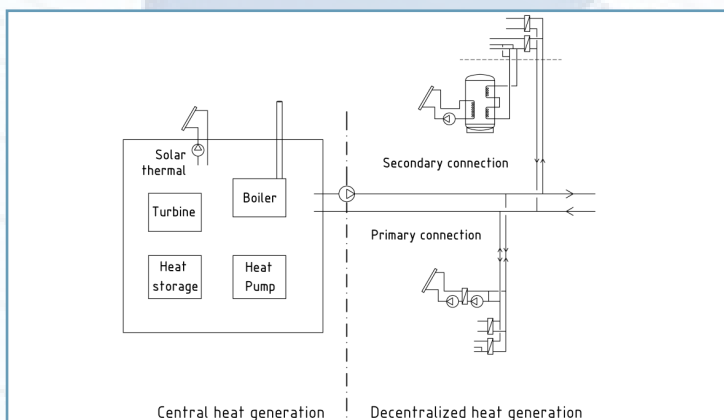 Solar
thermal
Turbine
Boiler
Heat
storage
Heat
Pump
Secondary connection
Primary connection
Central heat generation
Decentralized heat generation